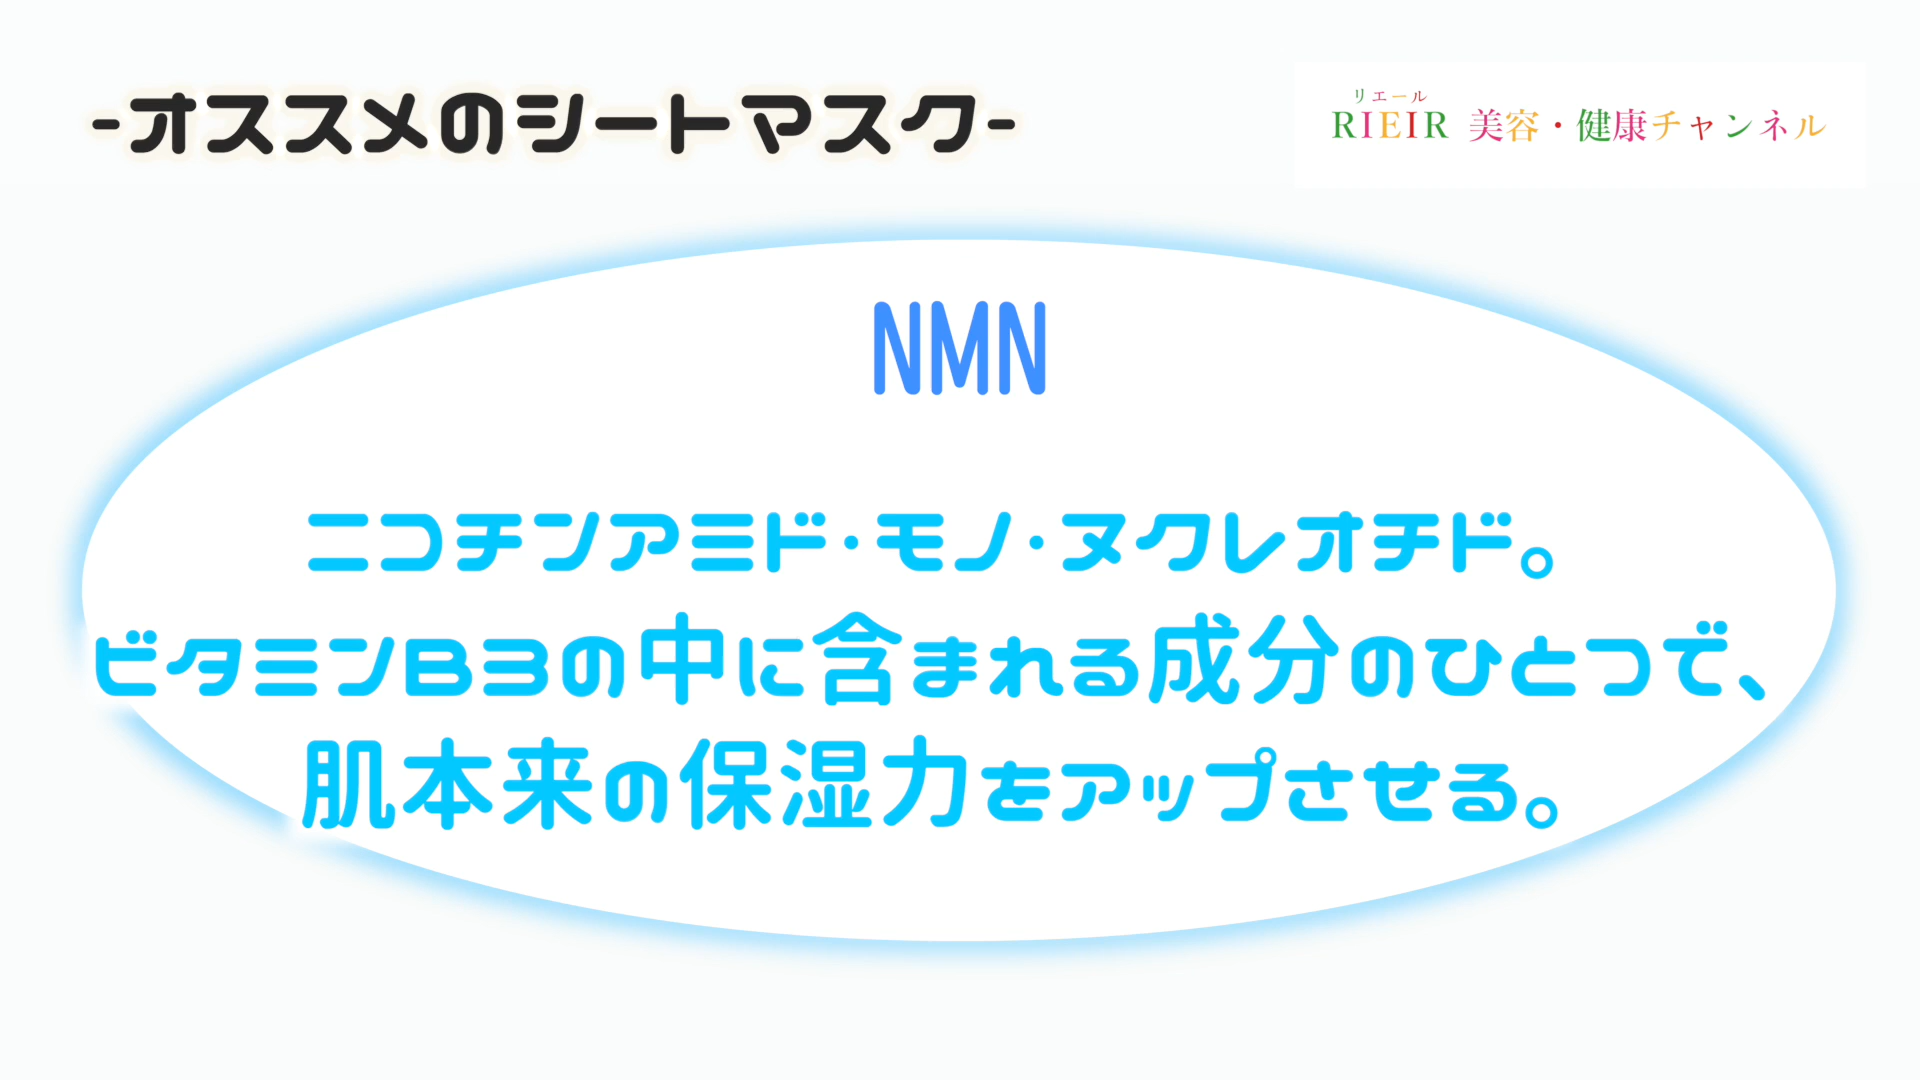 -オススメのシートマスク-
リエール
RIEIR 美容・健康チャンネル
NMN
ニコチンアミド・モノ・ヌクレオチド。
ビタミンB3の中に含まれる成分のひとつで、
肌本来の保湿力をアップさせる。